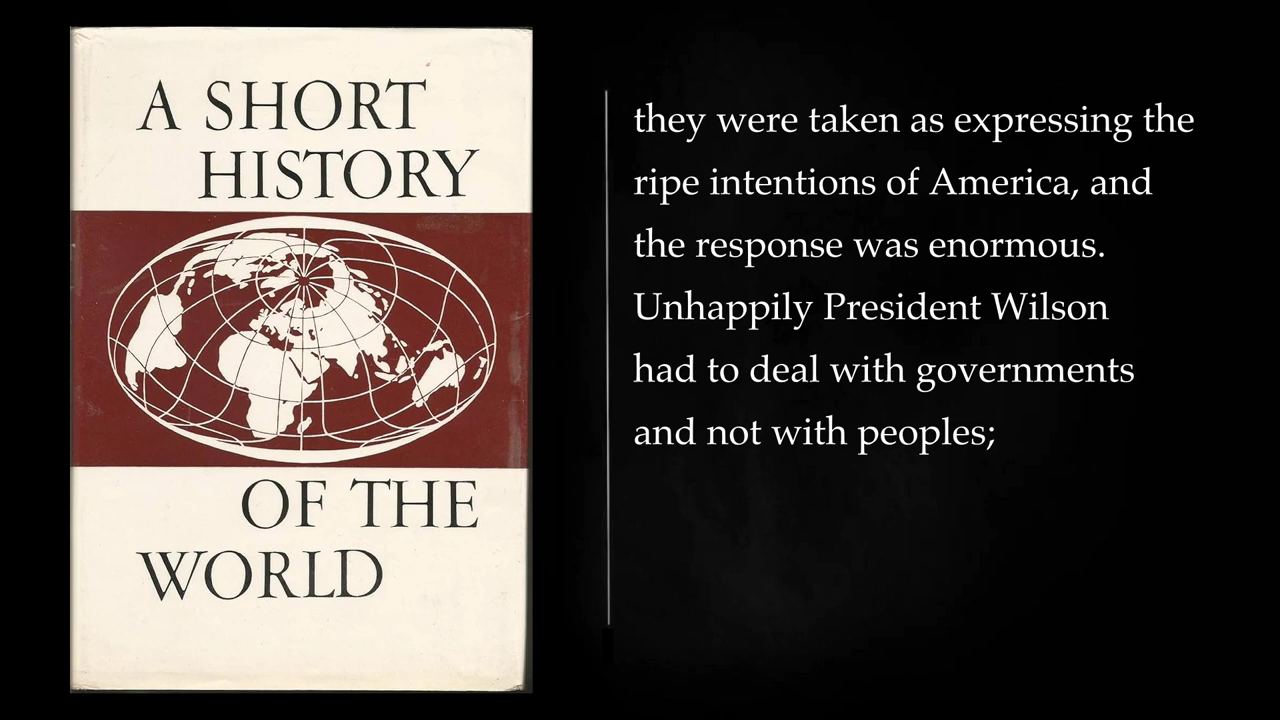 A SHORT
HISTORY
OF THE
WORLD
they were taken as expressing the
ripe intentions of America, and
the response was enormous.
Unhappily President Wilson
had to deal with governments
and not with peoples;